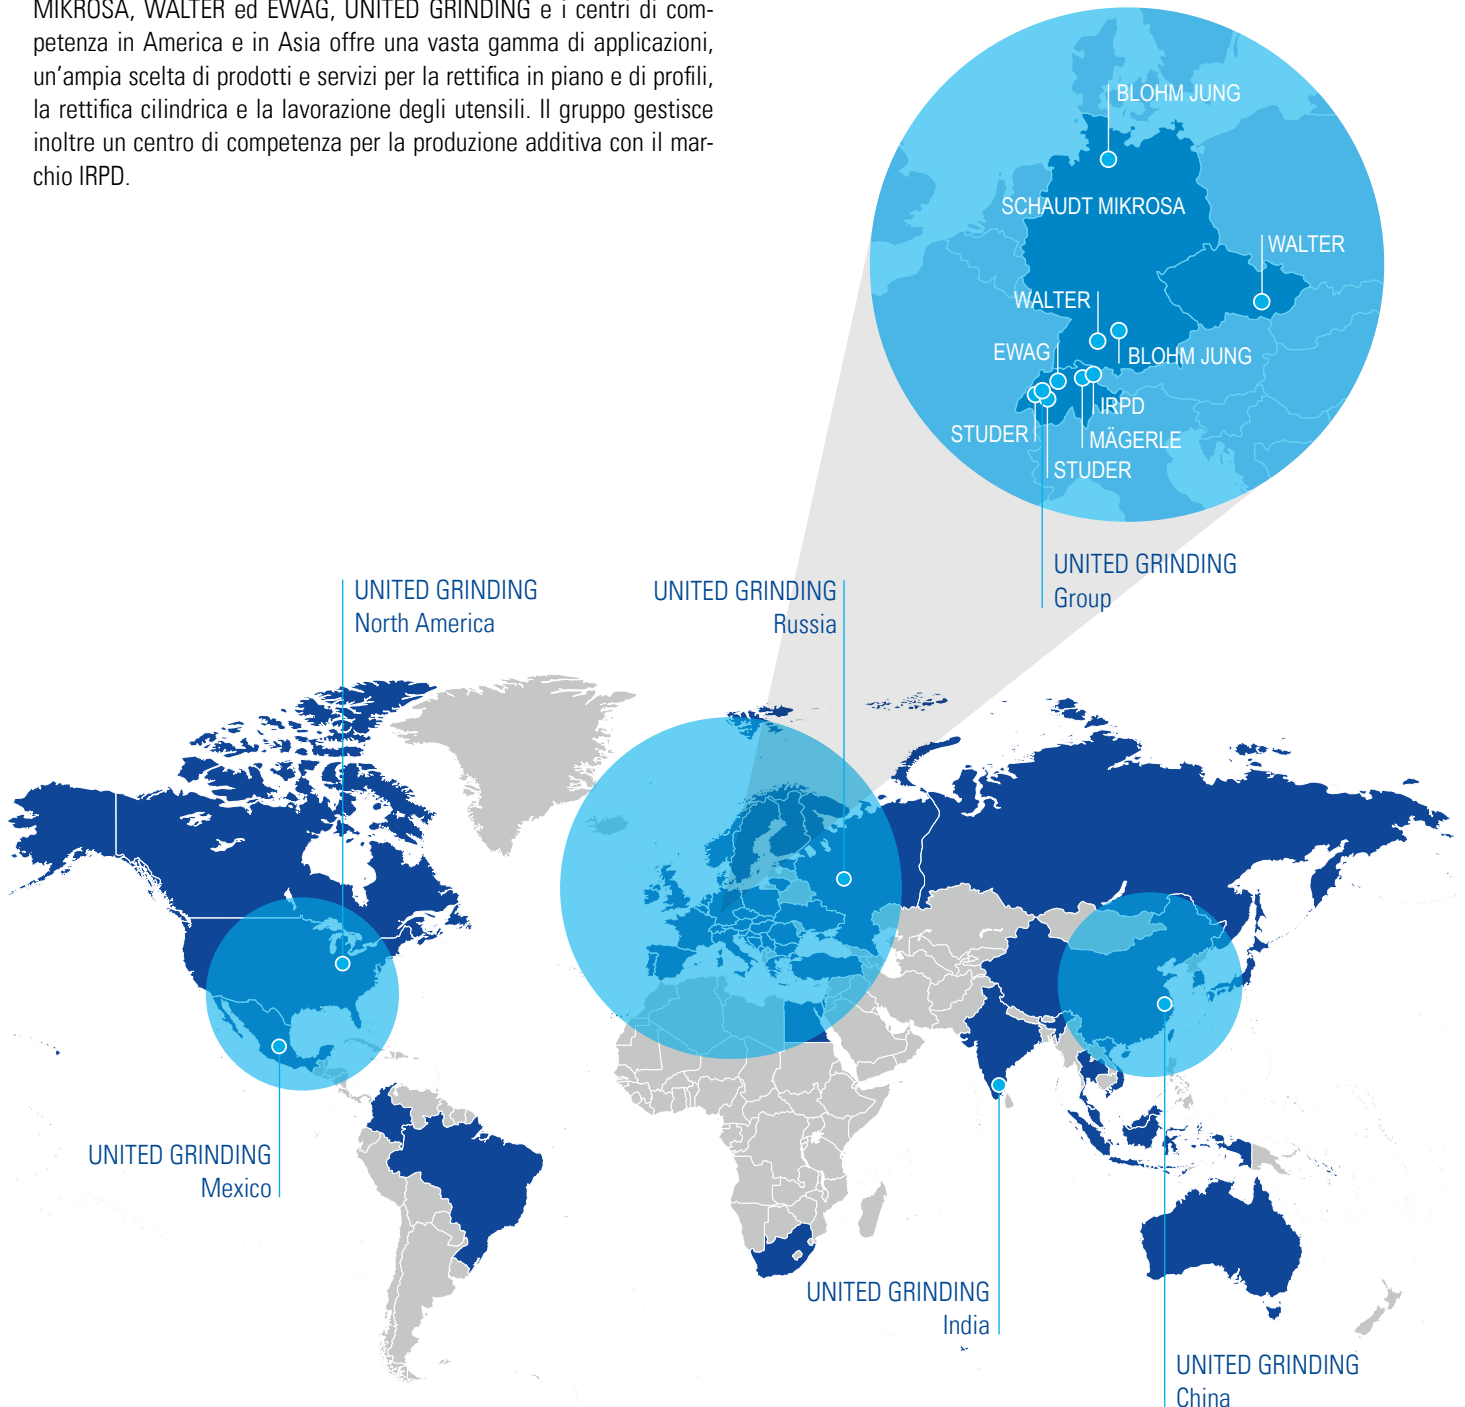 MIKROSA, WALTER ed EWAG, UNITED GRINDING e i centri di com-
petenza in America e in Asia offre una vasta gamma di applicazioni,
un’ampia scelta di prodotti e servizi per la rettifica in piano e di profili,
la rettifica cilindrica e la lavorazione degli utensili. Il gruppo gestisce
inoltre un centro di competenza per la produzione additiva con il mar-
chio IRPD.
BLOHM JUNG
SCHAUDT MIKROSA
WALTER
WALTER
EWAG
BLOHM JUNG
IRPD
STUDER
MÄGERLE
STUDER
UNITED GRINDING
Group
UNITED GRINDING
North America
UNITED GRINDING
Russia
UNITED GRINDING
Mexico
UNITED GRINDING
India
UNITED GRINDING
China